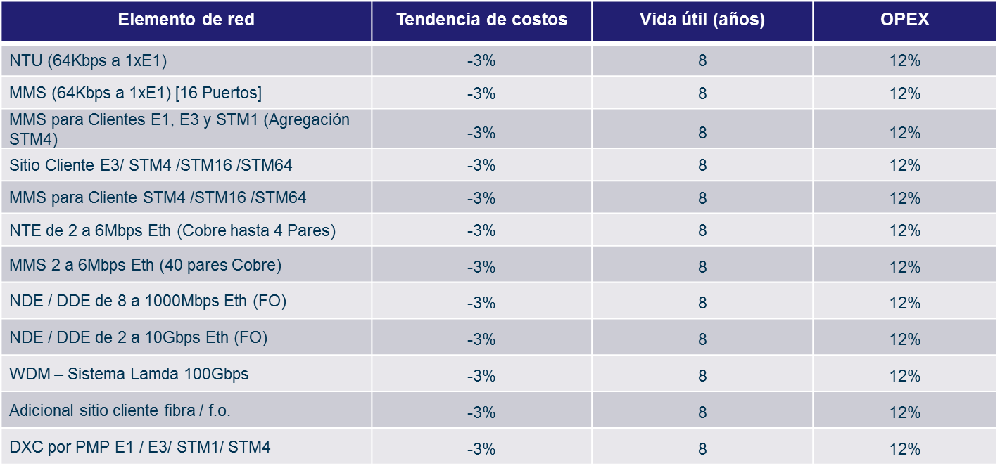 Elemento de red Tendencia de costos Vida útil (años) OPEX
NTU (64Kbps a 1xE1) -3% 8 12%
MMS (64Kbps a 1xE1) [16 Puertos] -3% 8 12%
MMS para Clientes E1, E3 y STM1 (Agregación
STM4) -3% 8 12%
Sitio Cliente E3/ STM4 /STM16 /STM64 -3% 8 12%
MMS para Cliente STM4 /STM16 /STM64 -3% 8 12%
NTE de 2 a 6Mbps Eth (Cobre hasta 4 Pares) -3% 8 12%
MMS 2 a 6Mbps Eth (40 pares Cobre) -3% 8 12%
NDE / DDE de 8 a 1000Mbps Eth (FO) -3% 8 12%
NDE / DDE de 2 a 10Gbps Eth (FO) -3% 8 12%
WDM – Sistema Lamda 100Gbps -3% 8 12%
Adicional sitio cliente fibra / f.o. -3% 8 12%
DXC por PMP E1 / E3/ STM1/ STM4 -3% 8 12%